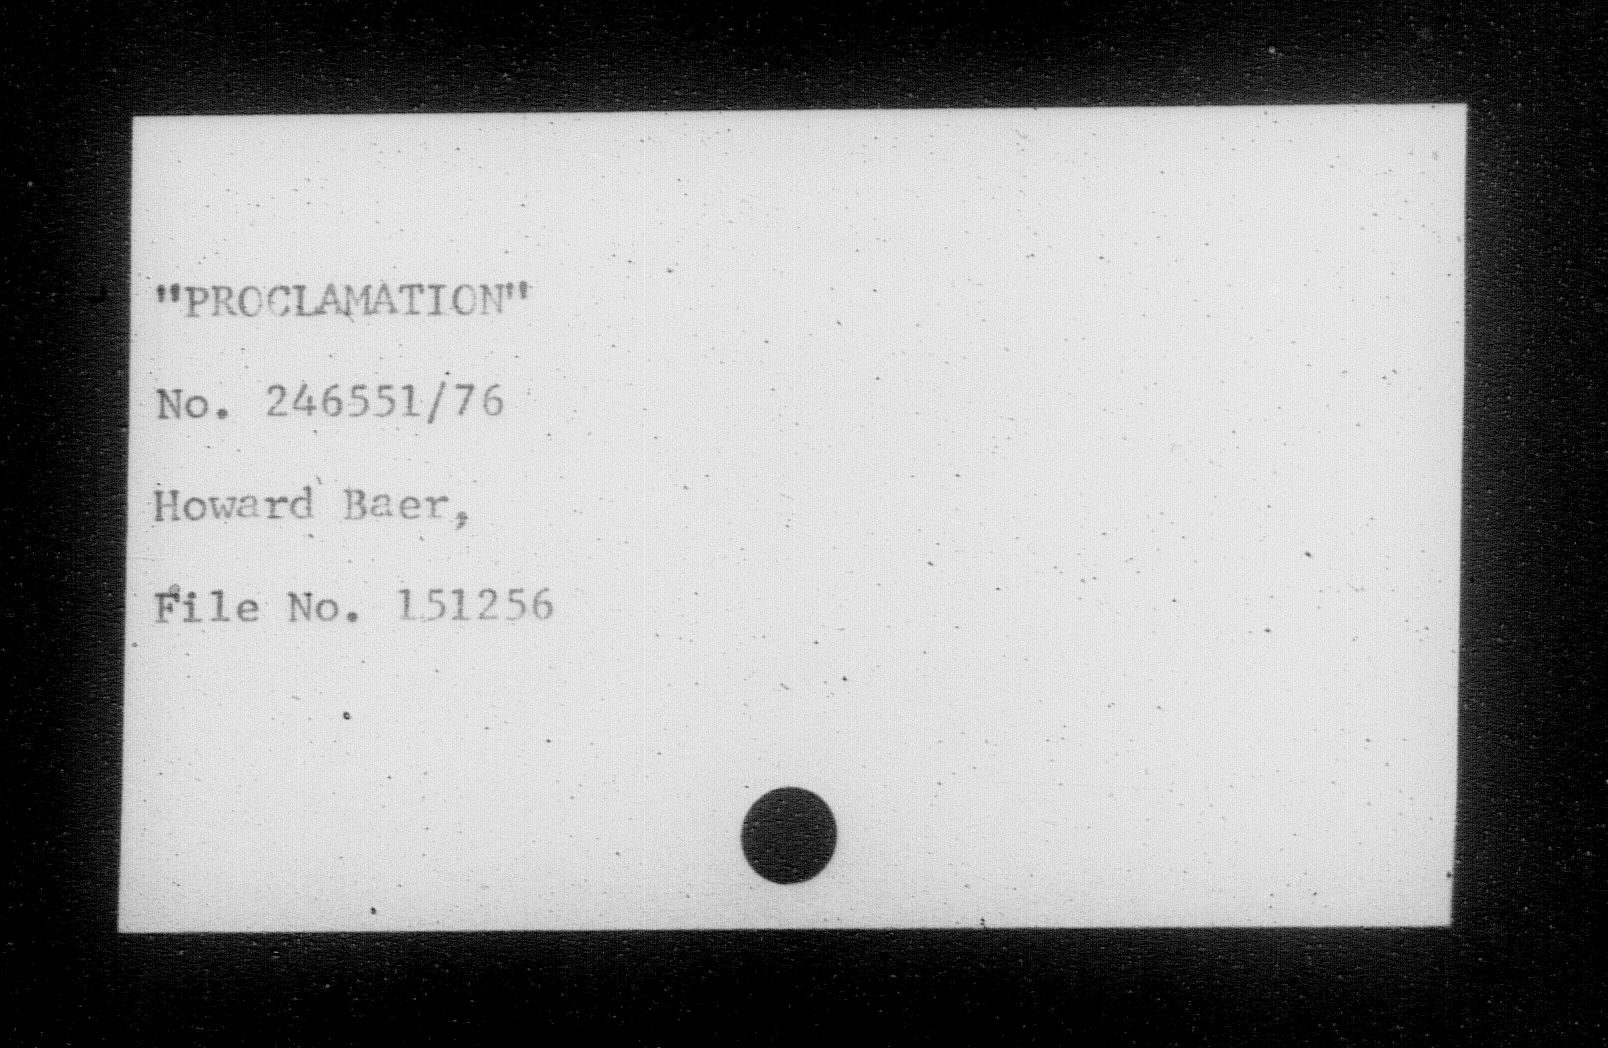 "PROCLAMATION"
No. 246551/76
Howard Baer,
File No. 151256